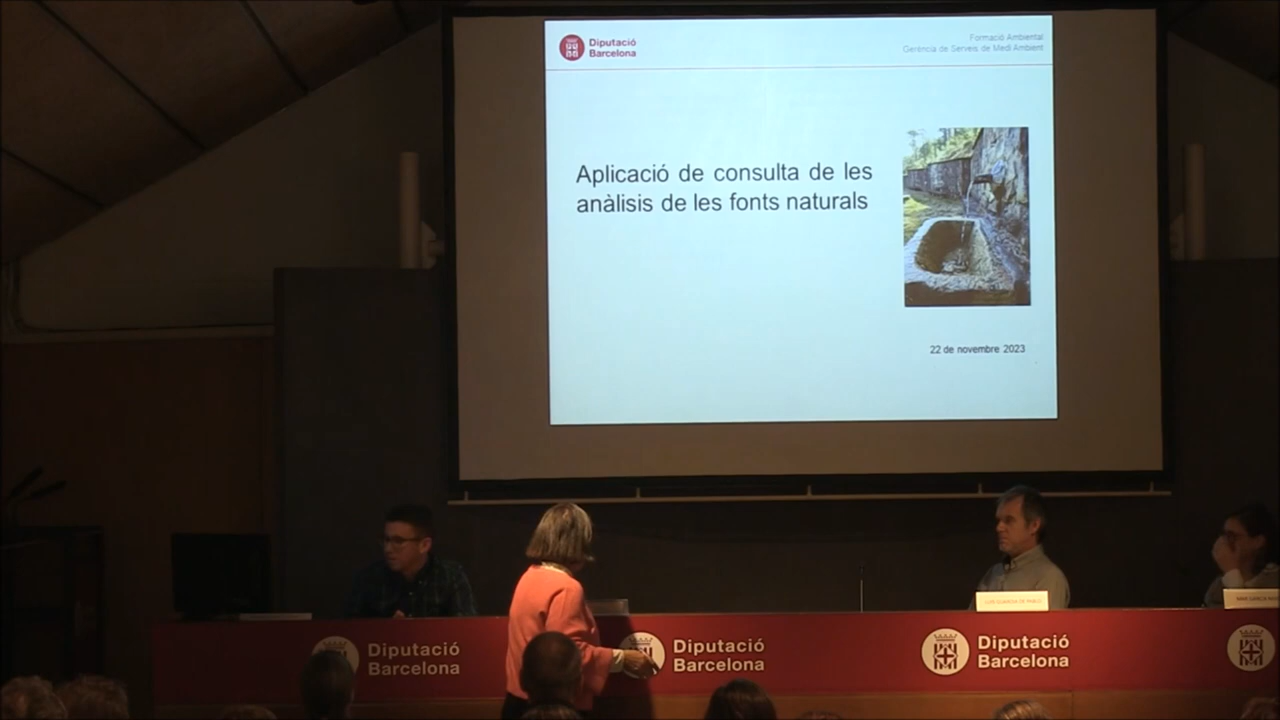 Diputació
Barcelona
Formació Ambiental
Gerència de Serveis de Medi Ambient
Aplicació de consulta de les
anàlisis de les fonts naturals
22 de novembre 2023
Diputació
Barcelona
Diputació
Barcelona
Diputació
Barcelona